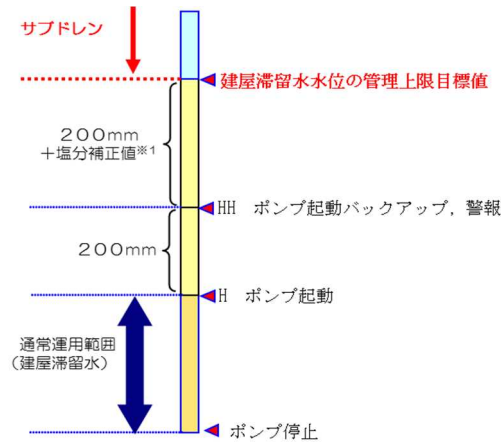 サブドレン
建屋滞留水水位の管理上限目標値
200mm
+塩分補正値※1
HH ポンプ起動バックアップ, 警報
200mm
H ポンプ起動
通常運用範囲
(建屋滞留水)
ポンプ停止